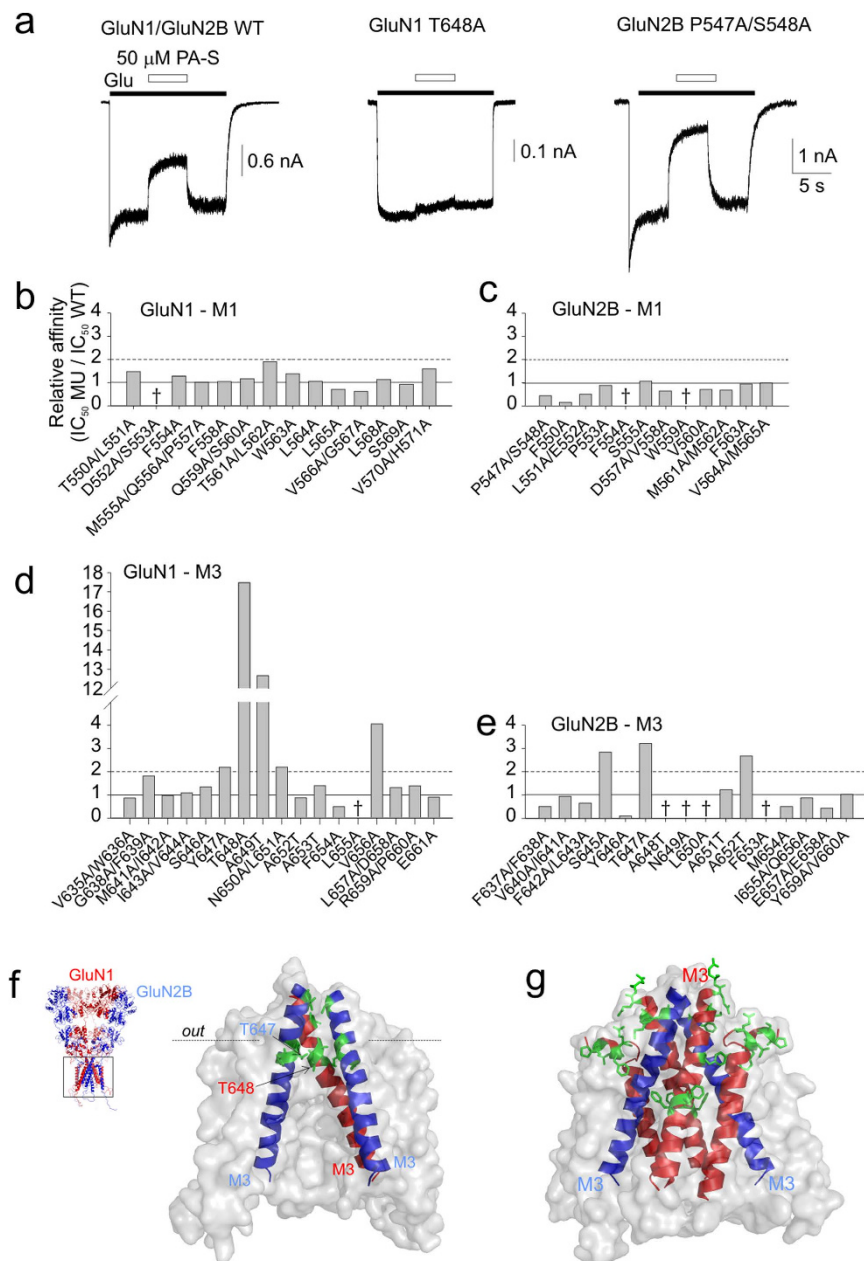 a
GluN1/GluN2B WT
GluN1 T648A
GluN2B P547A/S548A
50 μM PA-S
Glu
0.6 nA
0.1 nA
1 nA
5 s
b
GluN1 - M1
Relative affinity
(IC50 MU / IC50 WT)
4
3
2
1
0
†
T550A/L551A
D552A/S553A
F554A
M555A/Q556A/P557A
F558A
Q559A/S560A
T561A/L562A
W563A
L564A
L565A
V566A/G567A
L568A
S569A
V570A/H571A
c
GluN2B - M1
4
3
2
1
0
† †
P547A/S548A
F550A
L551A/E552A
P553A
F554A
S555A
D557A/V558A
W559A
V560A
M561A/M562A
F563A
V564A/M565A
d
GluN1 - M3
18
17
16
15
14
13
12
4
3
2
1
0
†
V635A/W636A
G638A/F639A
M641A/I642A
I643A/V644A
S646A
Y647A
T648A
A649T
N650A/L651A
A652T
A653T
F654A
L655A
V656A
L657A/D658A
R659A/P660A
E661A
e
GluN2B - M3
4
3
2
1
0
† † † †
F637A/F638A
V640A/I641A
F642A/L643A
S645A
Y646A
T647A
A648T
N649A
L650A
A651T
A652T
F653A
M654A
I655A/Q656A
E657A/E658A
Y659A/V660A
f
GluN1
GluN2B
out
T647
T648
M3
M3
M3
g
M3
M3
M3